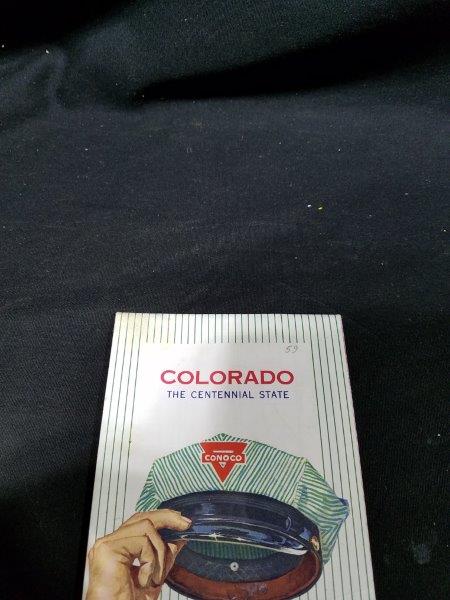 59
COLORADO
THE CENTENNIAL STATE
CONOCO